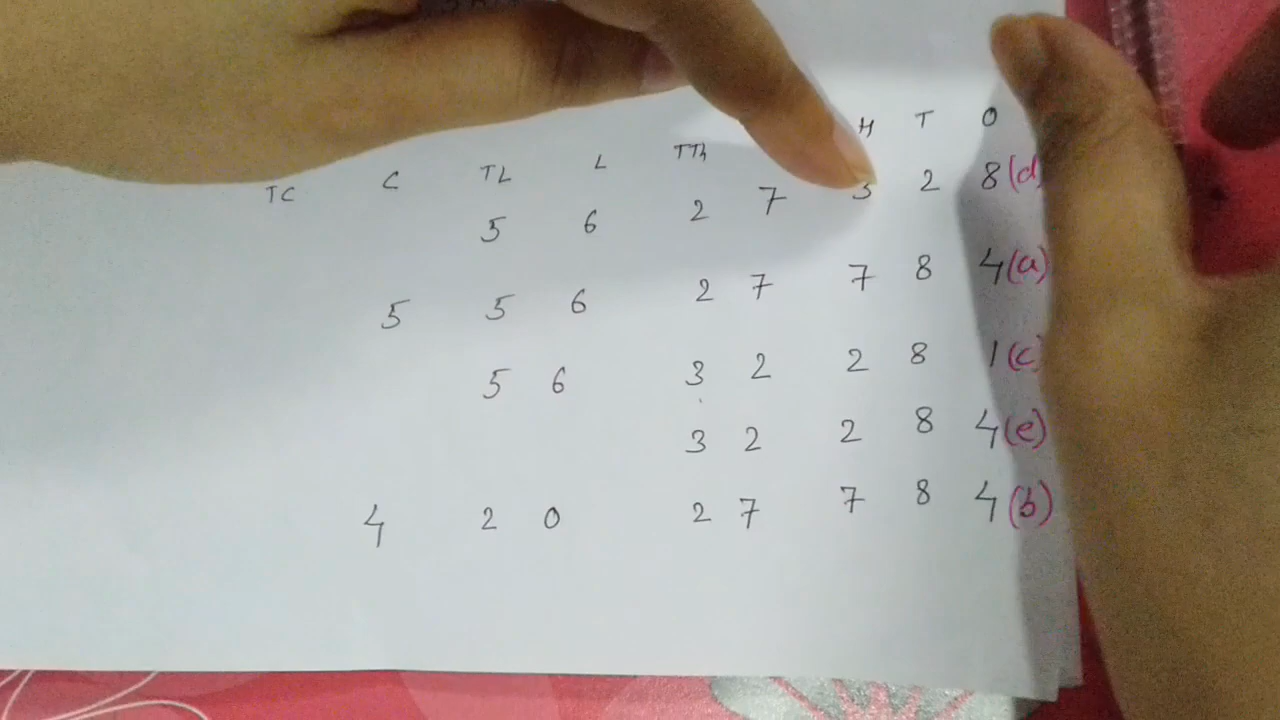 TC C TL L TTh H T O
5 6 2 7 3 2 8 (d)
5 5 6 2 7 7 8 4 (a)
5 6 3 2 2 8 1 (c)
3 2 2 8 4 (e)
4 2 0 2 7 7 8 4 (b)